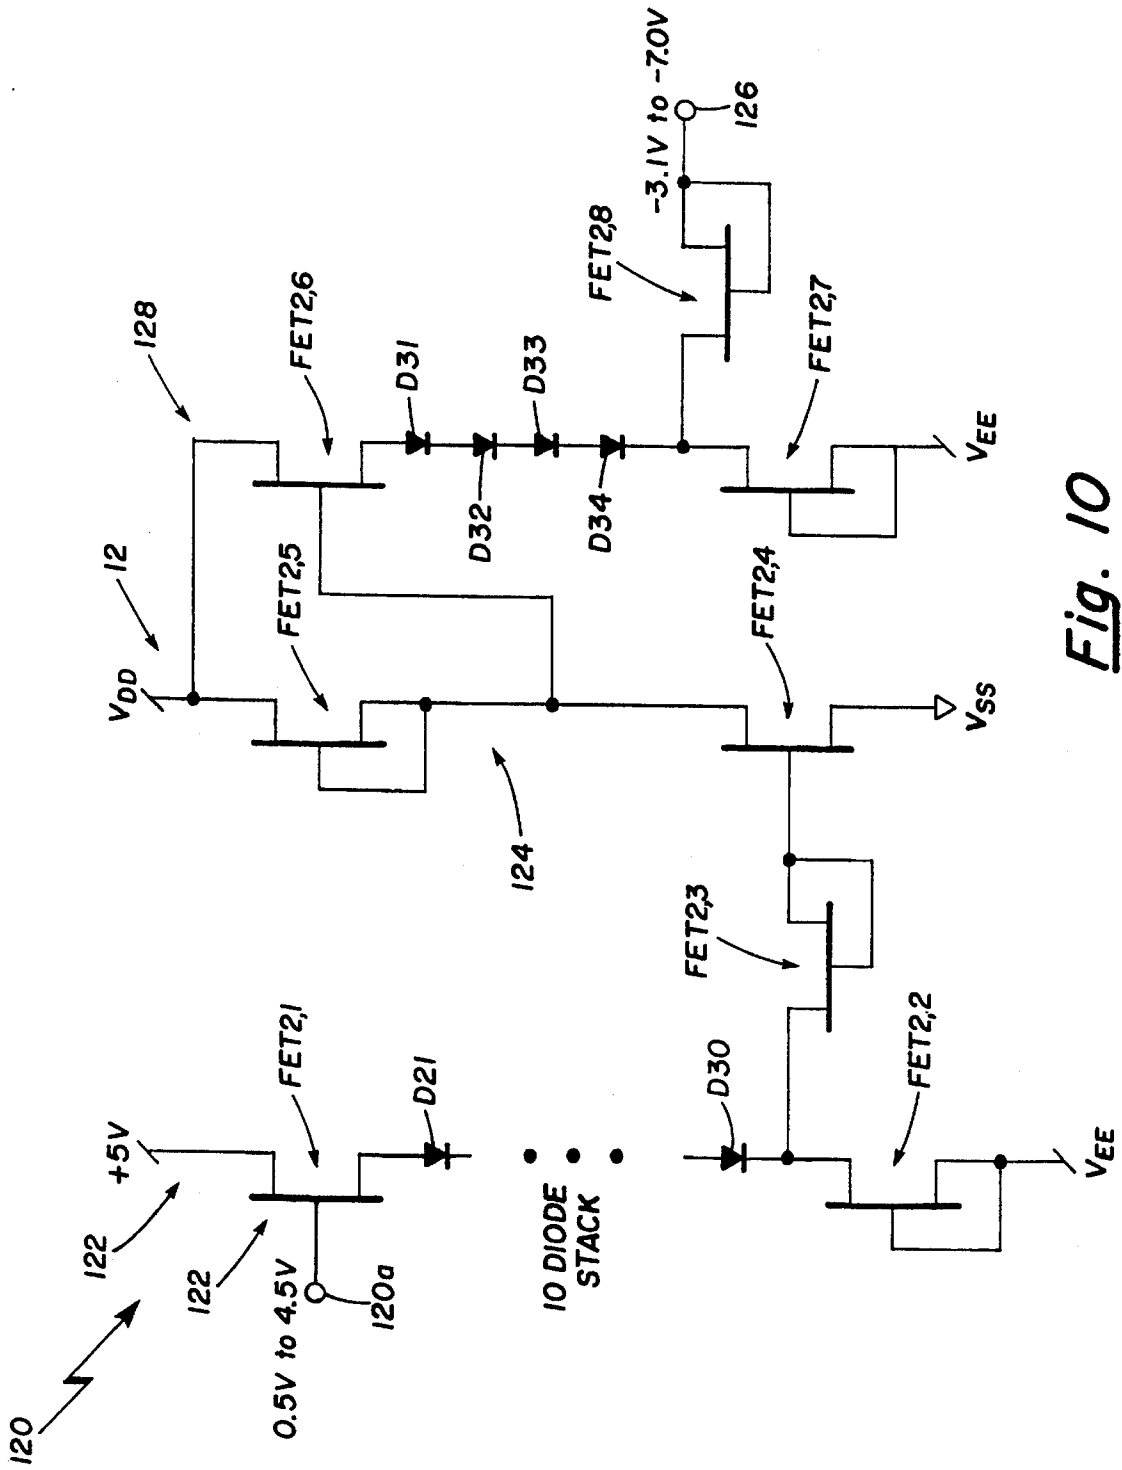 120
122
+5V
122
FET2,1
0.5V to 4.5V
120a
D21
10 DIODE
STACK
D30
FET2,2
VEE
FET2,3
12
VDD
FET2,5
124
FET2,4
VSS
128
FET2,6
D31
D32
D33
D34
FET2,8
-3.1V to -7.0V
126
FET2,7
VEE
Fig. 10